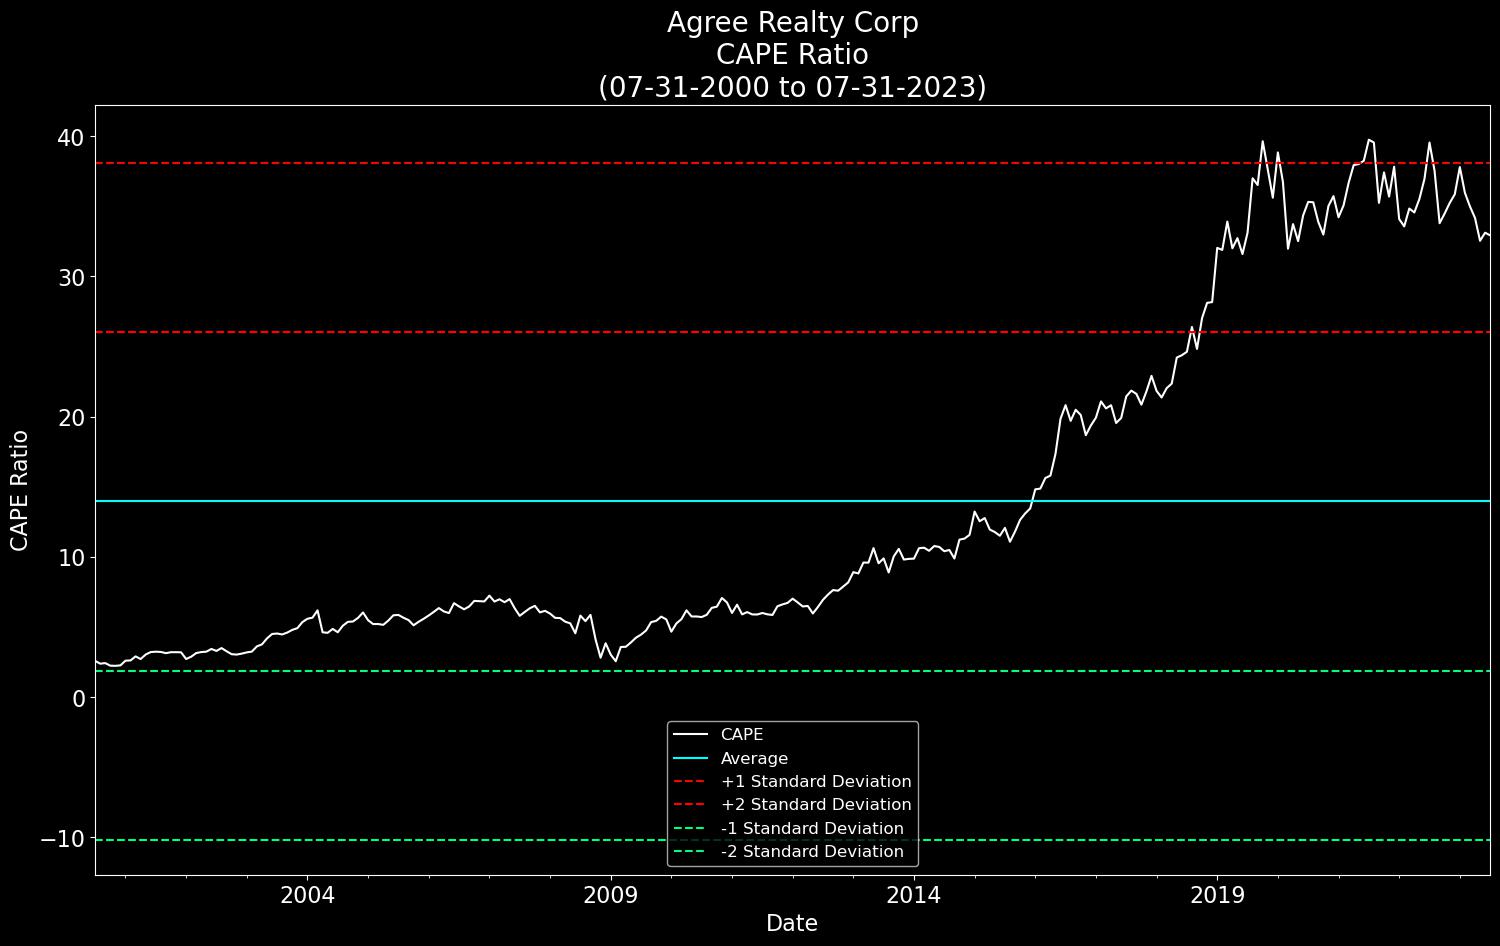 Agree Realty Corp
CAPE Ratio
(07-31-2000 to 07-31-2023)
40
30
20
10
0
−10
CAPE Ratio
CAPE
Average
+1 Standard Deviation
+2 Standard Deviation
-1 Standard Deviation
-2 Standard Deviation
2004
2009
2014
2019
Date